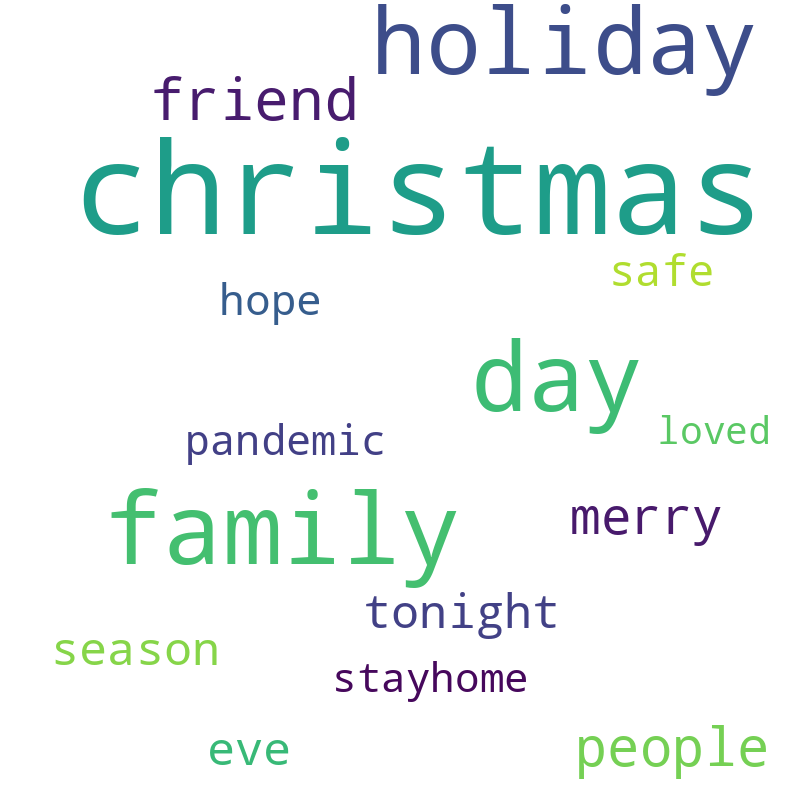 holiday
friend
christmas
safe
hope
day
loved
pandemic
family
merry
tonight
season
stayhome
eve
people